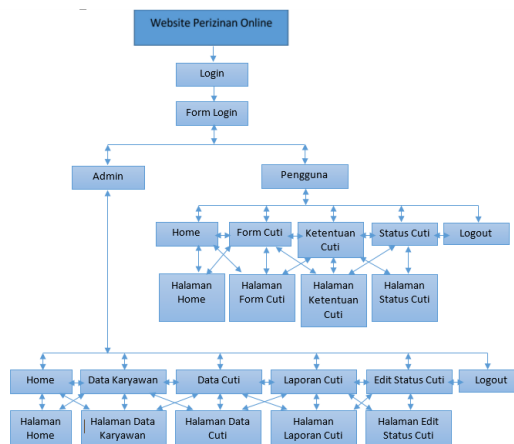 Website Perizinan Online
Login
Form Login
Admin
Pengguna
Home
Form Cuti
Ketentuan
Cuti
Status Cuti
Logout
Halaman
Home
Halaman
Form Cuti
Halaman
Ketentuan
Cuti
Halaman
Status Cuti
Home
Data Karyawan
Data Cuti
Laporan Cuti
Edit Status Cuti
Logout
Halaman
Home
Halaman Data
Karyawan
Halaman Data
Cuti
Halaman
Laporan Cuti
Halaman Edit
Status Cuti